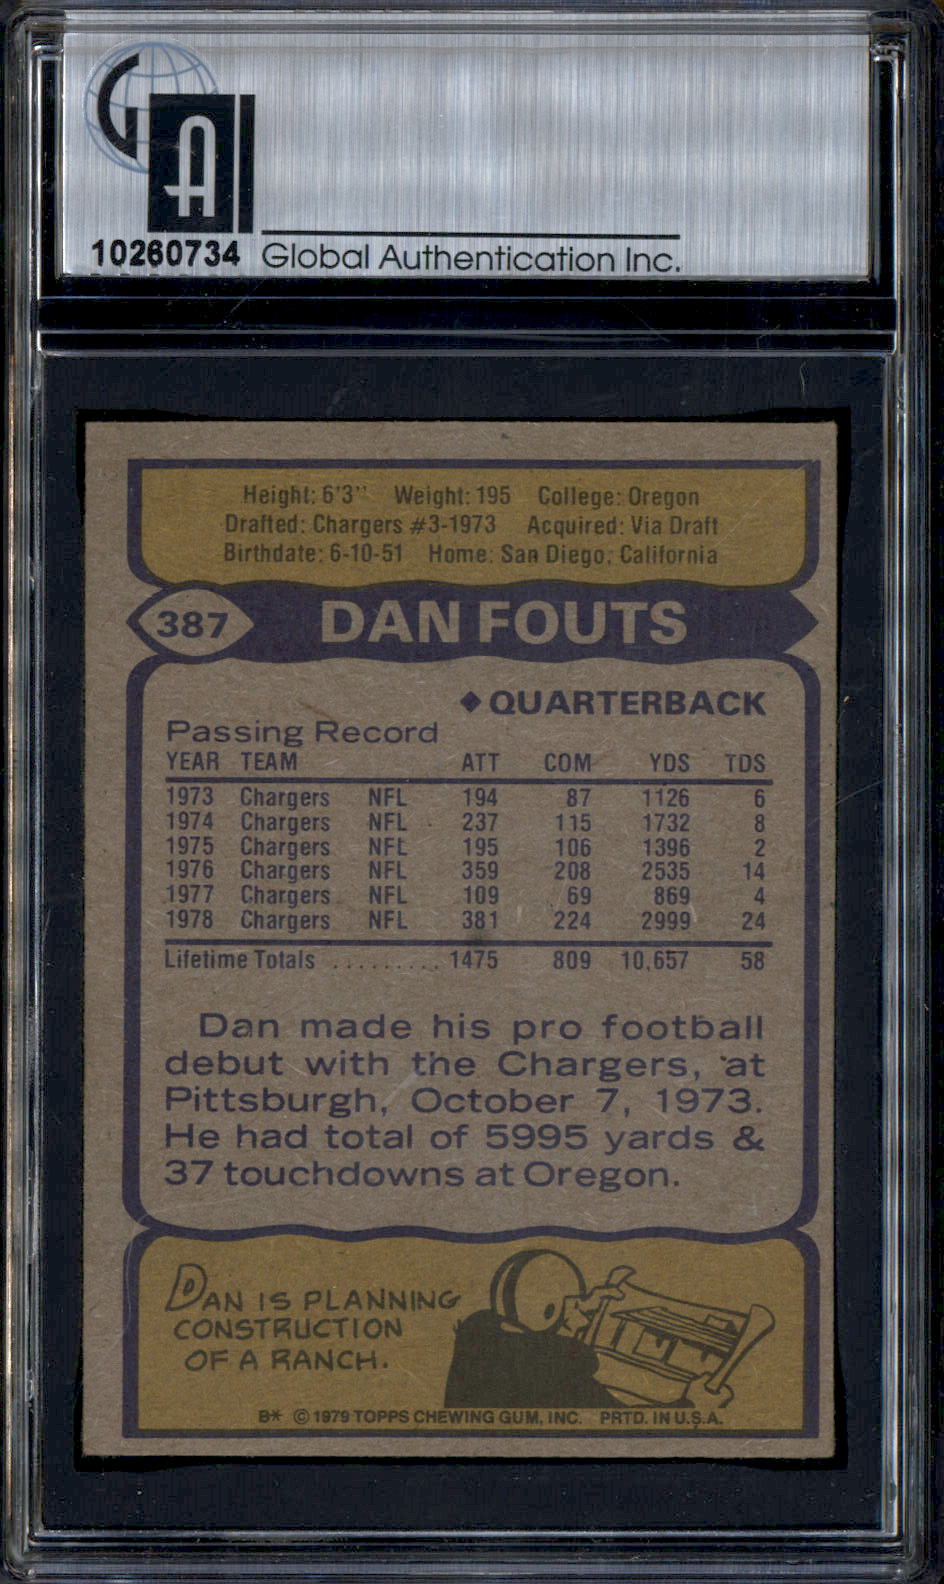 GA
10260734 Global Authentication Inc.
Height: 6'3" Weight: 195 College: Oregon
Drafted: Chargers #3-1973 Acquired: Via Draft
Birthdate: 6-10-51 Home: San Diego, California
387 DAN FOUTS
◆ QUARTERBACK
Passing Record
YEAR TEAM ATT COM YDS TDS
1973 Chargers NFL 194 87 1126 6
1974 Chargers NFL 237 115 1732 8
1975 Chargers NFL 195 106 1396 2
1976 Chargers NFL 359 208 2535 14
1977 Chargers NFL 109 69 869 4
1978 Chargers NFL 381 224 2999 24
Lifetime Totals .......... 1475 809 10,657 58
Dan made his pro football
debut with the Chargers, at
Pittsburgh, October 7, 1973.
He had total of 5995 yards &
37 touchdowns at Oregon.
DAN IS PLANNING
CONSTRUCTION
OF A RANCH.
B* © 1979 TOPPS CHEWING GUM, INC. PRTD. IN U.S.A.